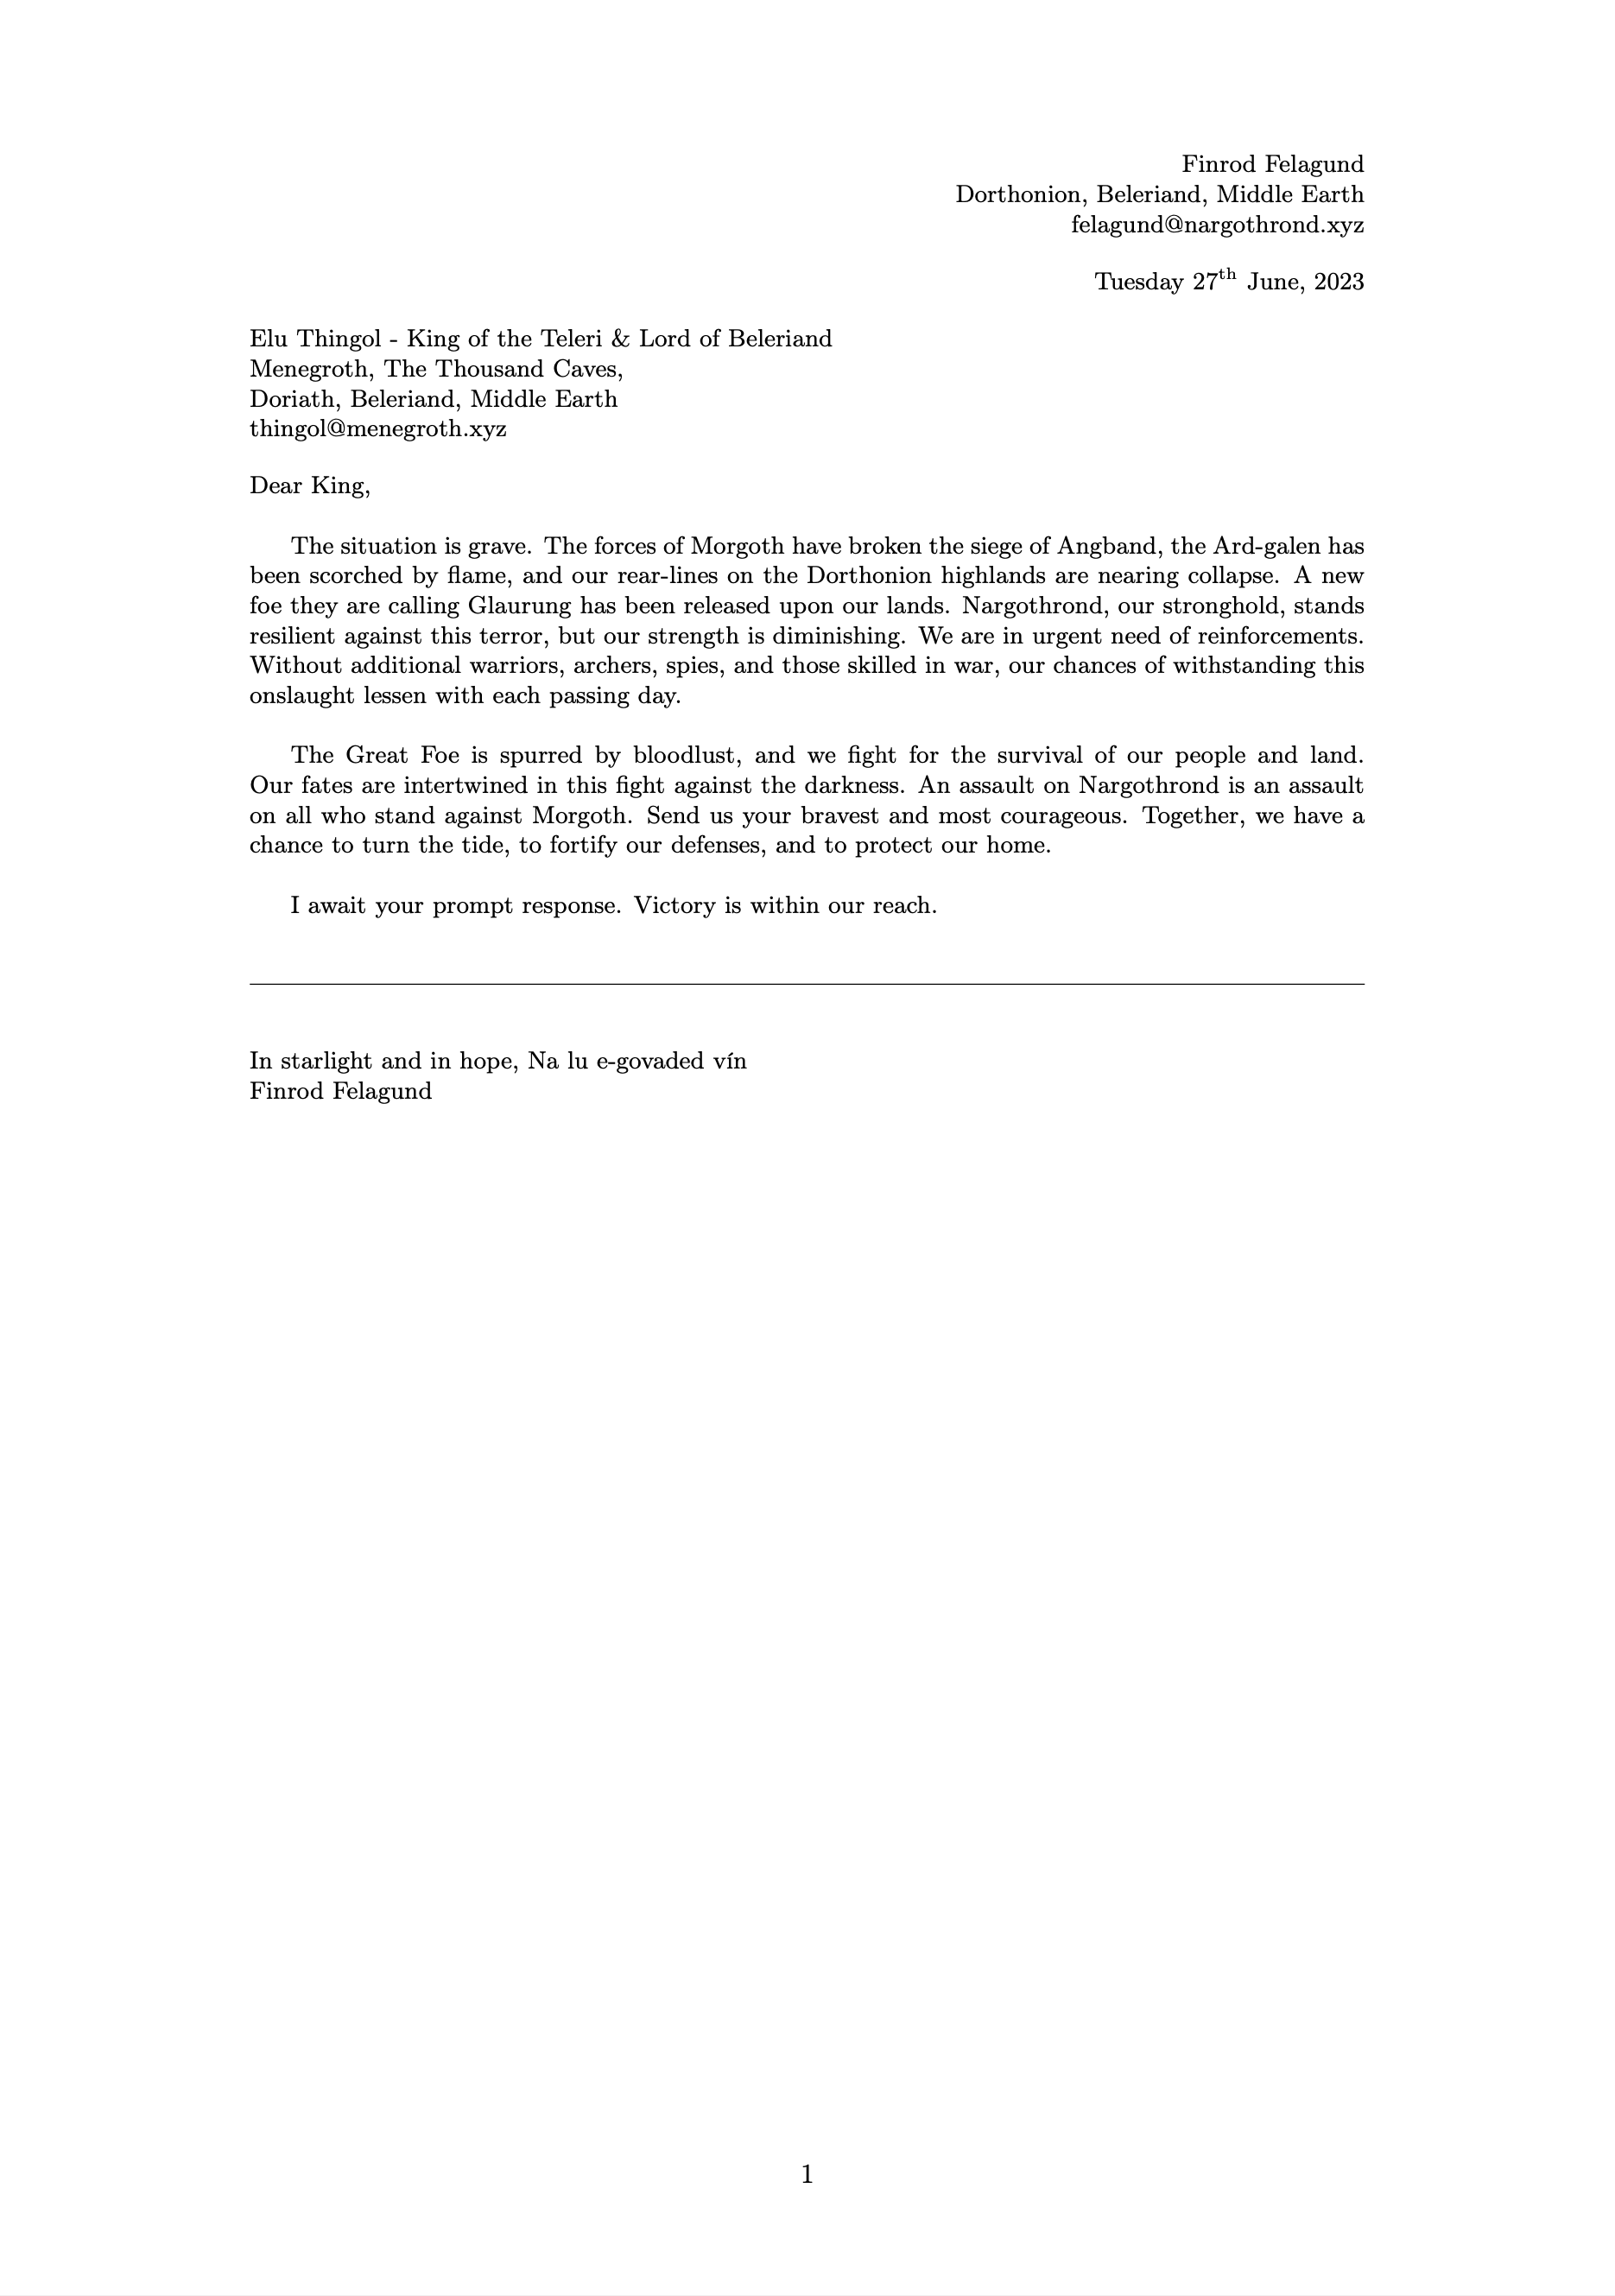 Finrod Felagund
Dorthonion, Beleriand, Middle Earth
felagund@nargothrond.xyz
Tuesday 27th June, 2023
Elu Thingol - King of the Teleri & Lord of Beleriand
Menegroth, The Thousand Caves,
Doriath, Beleriand, Middle Earth
thingol@menegroth.xyz
Dear King,
The situation is grave. The forces of Morgoth have broken the siege of Angband, the Ard-galen has
been scorched by flame, and our rear-lines on the Dorthonion highlands are nearing collapse. A new
foe they are calling Glaurung has been released upon our lands. Nargothrond, our stronghold, stands
resilient against this terror, but our strength is diminishing. We are in urgent need of reinforcements.
Without additional warriors, archers, spies, and those skilled in war, our chances of withstanding this
onslaught lessen with each passing day.
The Great Foe is spurred by bloodlust, and we fight for the survival of our people and land.
Our fates are intertwined in this fight against the darkness. An assault on Nargothrond is an assault
on all who stand against Morgoth. Send us your bravest and most courageous. Together, we have a
chance to turn the tide, to fortify our defenses, and to protect our home.
I await your prompt response. Victory is within our reach.
In starlight and in hope, Na lu e-govaded vín
Finrod Felagund
1